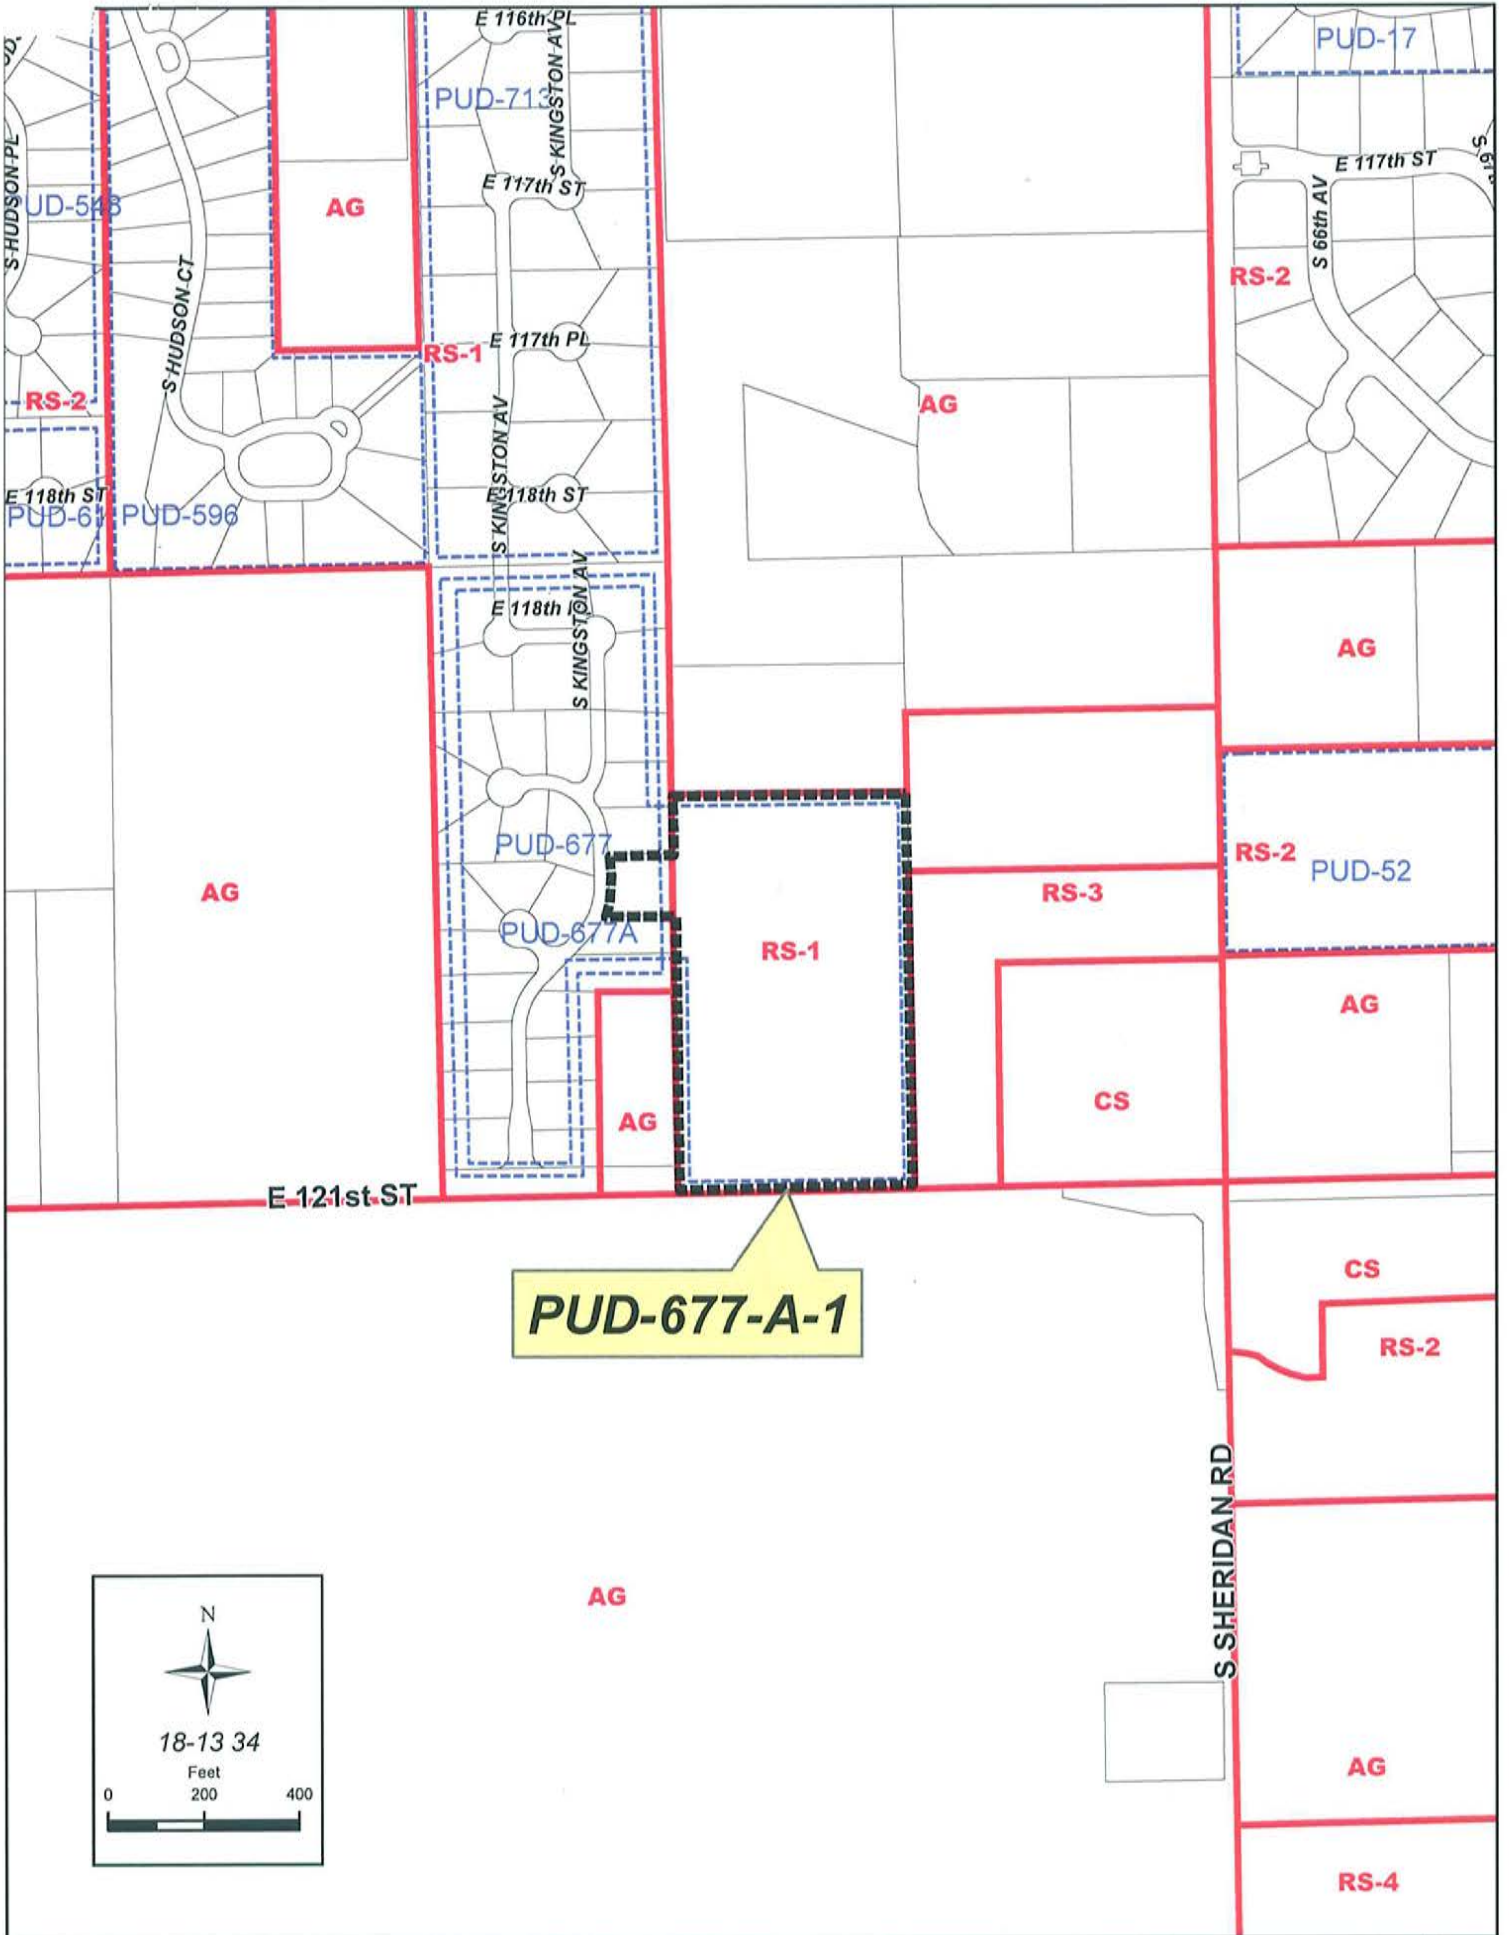 E 116th PL
PUD-17
S KINGSTON AV
PUD-713
S HUDSON PL
E 117th ST
E 117th ST
AG
S 66th AV
S HUDSON CT
RS-2
E 117th PL
RS-1
RS-2
AG
S KINGSTON AV
E 118th ST
E 118th ST
PUD-596
S KINGSTON AV
E 118th
AG
PUD-677
RS-2
PUD-52
AG
RS-3
PUD-677A
RS-1
AG
CS
AG
E 121st ST
CS
PUD-677-A-1
RS-2
S SHERIDAN RD
AG
N
18-13 34
Feet
0 200 400
AG
RS-4